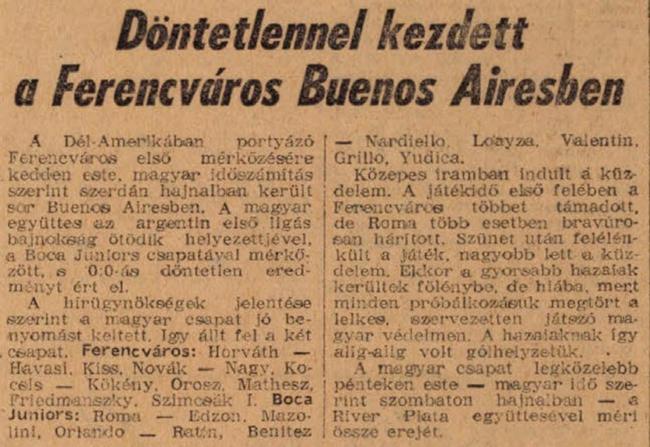 Döntetlennel kezdett
a Ferencváros Buenos Airesben
A Dél-Amerikában portyázó
Ferencváros első mérkőzésére
kedden este, magyar időszámítás
szerint szerdán hajnalban került
sor Buenos Airesben. A magyar
együttes az argentin első ligás
bajnokság ötödik helyezettjével,
a Boca Juniors csapatával mérkő-
zött, s 0:0-ás döntetlen ered-
ményt ért el.
A hírügynökségek jelentése
szerint a magyar csapat jó be-
nyomást keltett. Így állt fel a két
csapat. Ferencváros: Horváth —
Havasi, Kiss, Novák — Nagy, Ko-
csis — Kökény, Orosz, Mathesz,
Friedmanszky, Szimcsák I. Boca
Juniors: Roma — Edzon, Mazo-
lini, Orlando — Ratin, Benitez
— Nardiello, Loayza, Valentin,
Grillo, Yudica.
Közepes iramban indult a küz-
delem. A játékidő első felében a
Ferencváros többet támadott,
de Roma több esetben bravúro-
san hárított. Szünet után felélén-
kült a játék, nagyobb lett a küz-
delem. Ekkor a gyorsabb hazaiak
kerültek fölénybe, de hiába, mert
minden próbálkozásuk megtört a
lelkes, szervezetten játszó ma-
gyar védelmen. A hazaiaknak így
alig-alig volt gólhelyzetük.
A magyar csapat legközelebb
pénteken este — magyar idő sze-
rint szombaton hajnalban — a
River Plata együttesével méri
össze erejét.